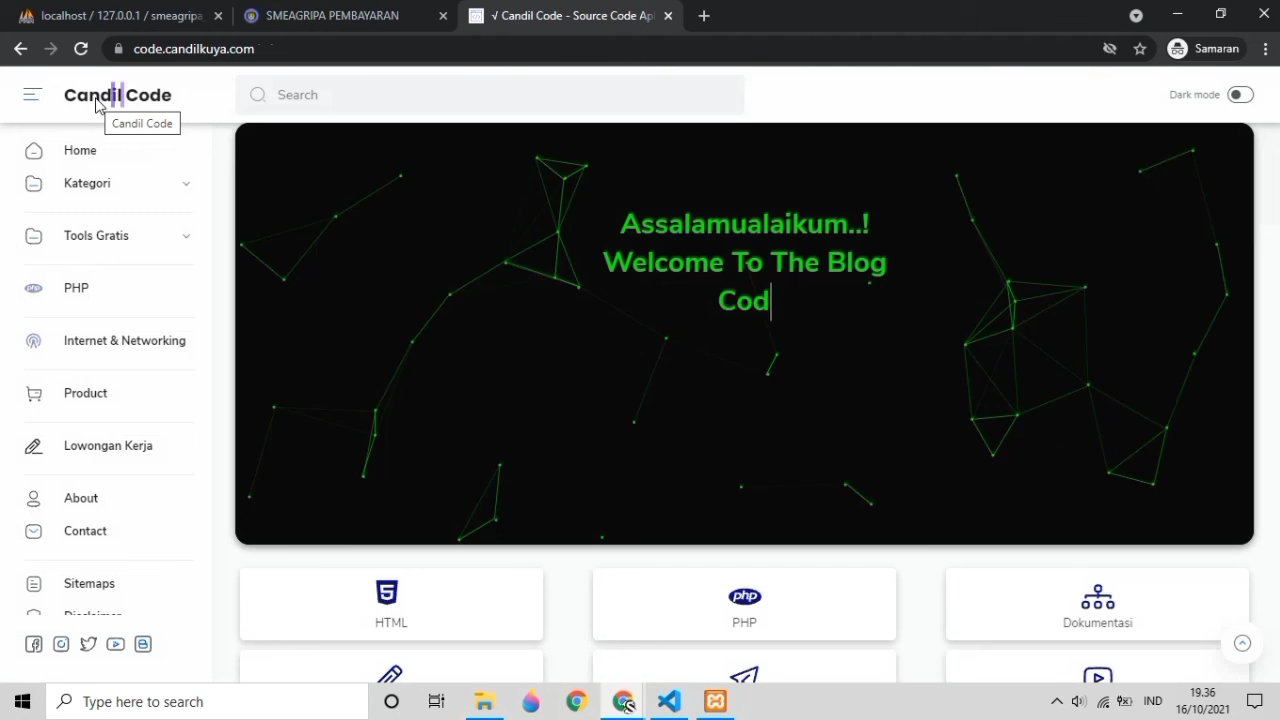 localhost / 127.0.0.1 / smeagripa
SMEAGRIPA PEMBAYARAN
√ Candil Code - Source Code Apl
code.candilkuya.com
Samaran
Candil Code
Search
Dark mode
Candil Code
Home
Kategori
Tools Gratis
PHP
Internet & Networking
Product
Lowongan Kerja
About
Contact
Sitemaps
Disclaimer
Assalamualaikum..!
Welcome To The Blog
Cod
HTML
php
PHP
Dokumentasi
Type here to search
IND
19.36
16/10/2021